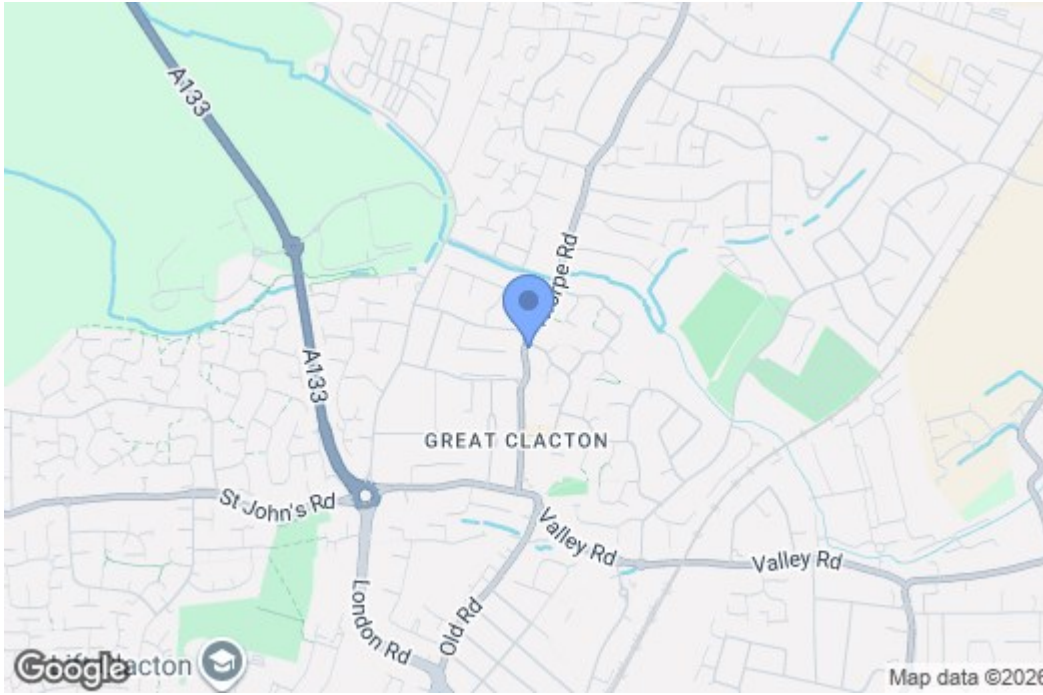 A133
Thorpe Rd
A133
GREAT CLACTON
St John's Rd
Valley Rd
Valley Rd
London Rd
Old Rd
Clacton
Google
Map data ©2026